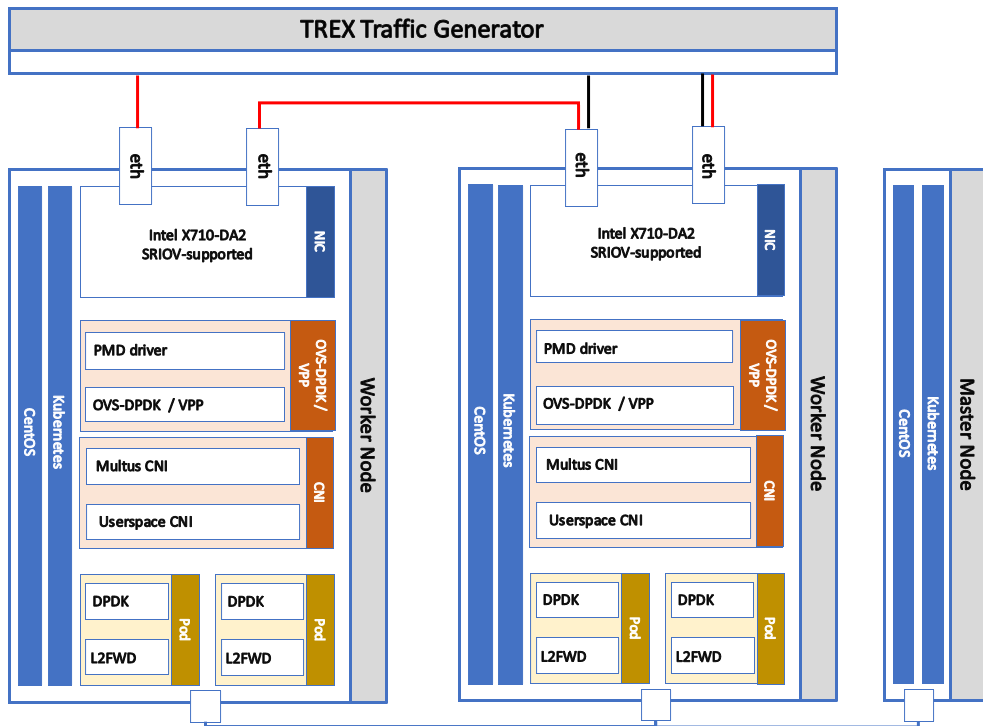 TREX Traffic Generator
eth
eth
eth
eth
CentOS
Kubernetes
Intel X710-DA2
SRIOV-supported
NIC
PMD driver
OVS-DPDK / VPP
OVS-DPDK /
VPP
Multus CNI
Userspace CNI
CNI
DPDK
L2FWD
Pod
DPDK
L2FWD
Pod
Worker Node
CentOS
Kubernetes
Intel X710-DA2
SRIOV-supported
NIC
PMD driver
OVS-DPDK / VPP
OVS-DPDK /
VPP
Multus CNI
Userspace CNI
CNI
DPDK
L2FWD
Pod
DPDK
L2FWD
Pod
Worker Node
CentOS
Kubernetes
Master Node